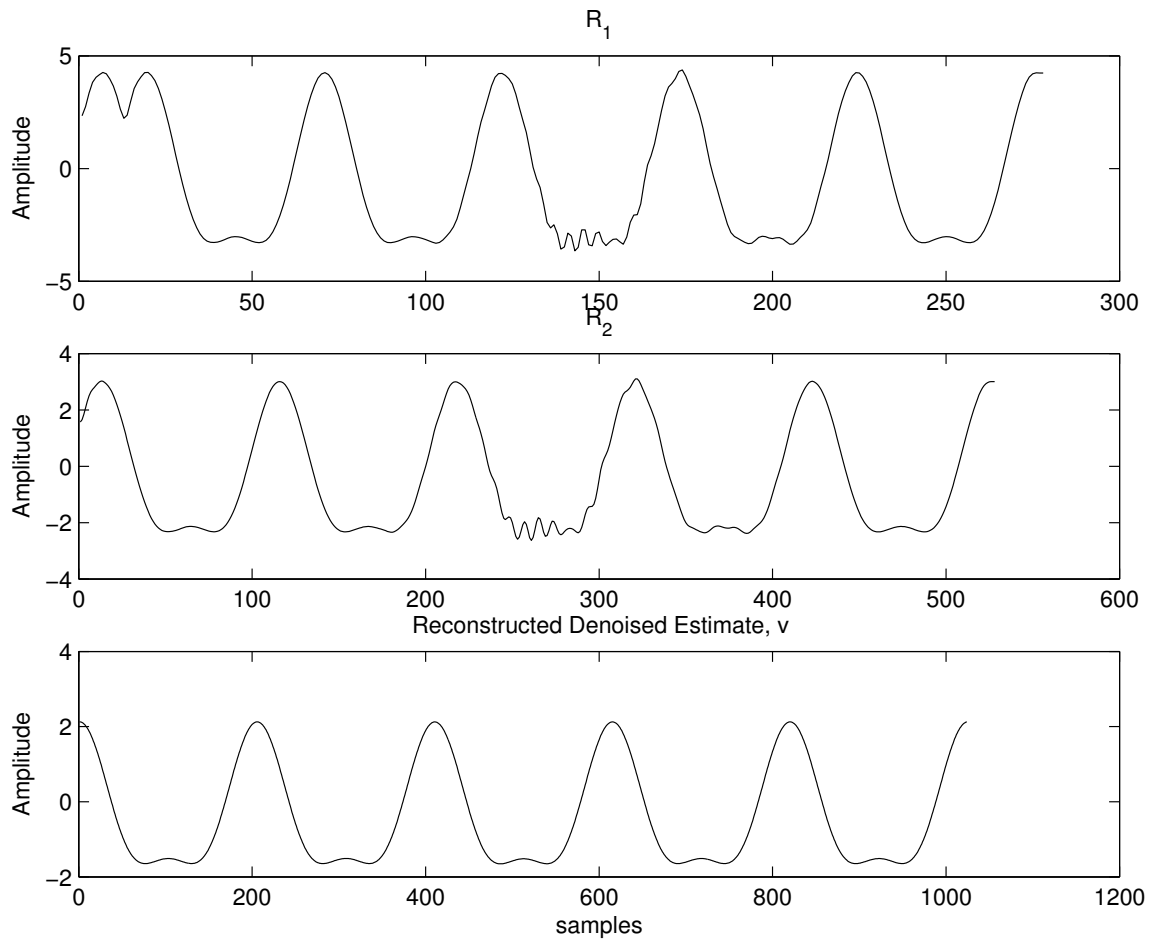 R1
Amplitude
5
0
−5
0 50 100 150 200 250 300
R2
Amplitude
4
2
0
−2
−4
0 100 200 300 400 500 600
Reconstructed Denoised Estimate, v
Amplitude
4
2
0
−2
0 200 400 600 800 1000 1200
samples